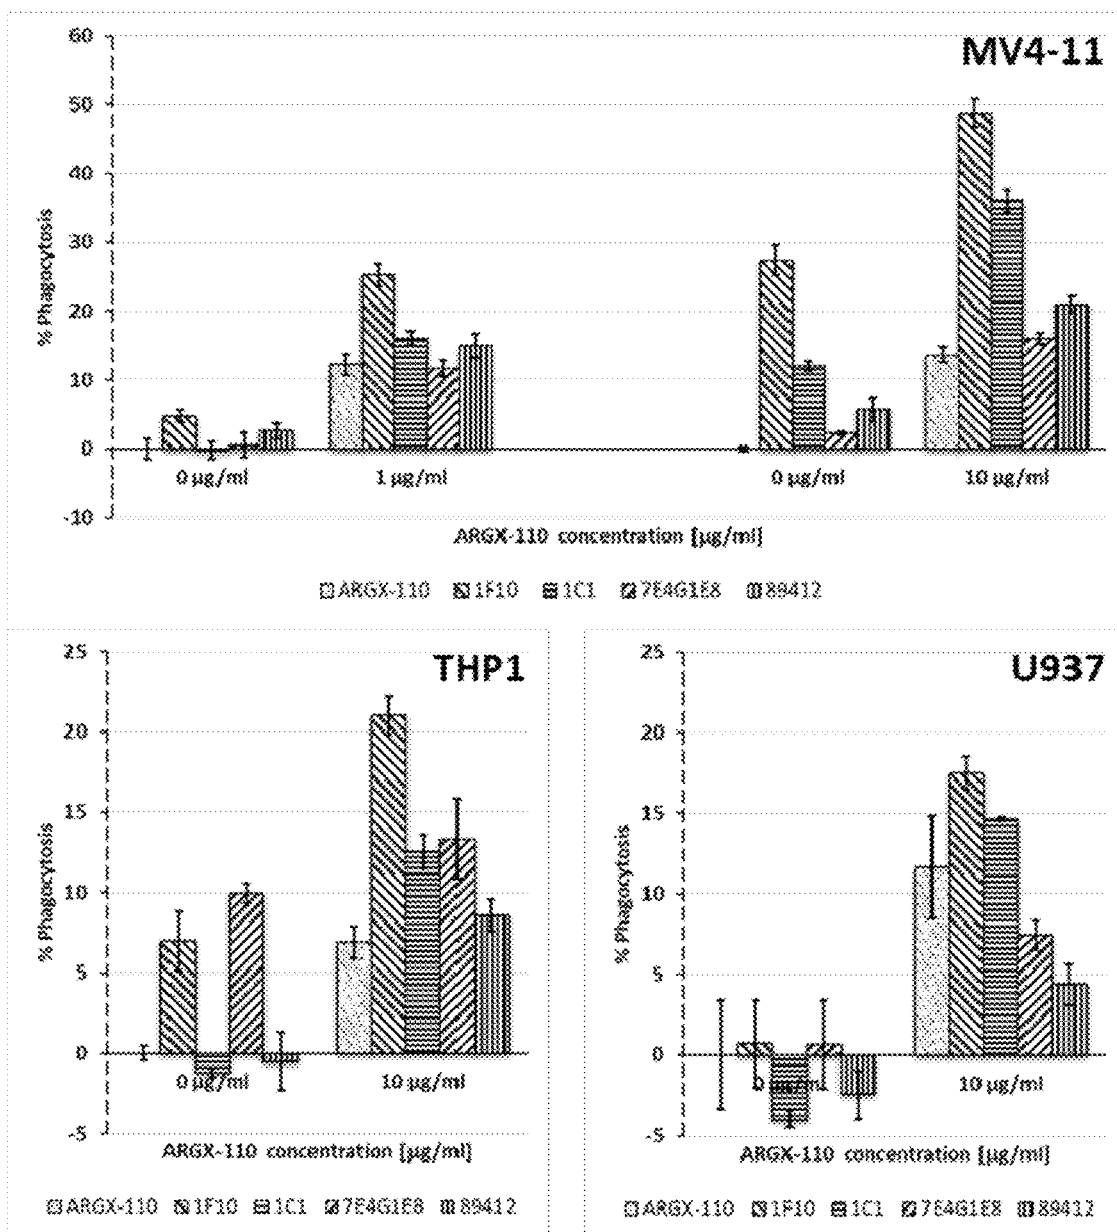 MV4-11
60
50
40
30
20
10
0
-10
% Phagocytosis
0 µg/ml 1 µg/ml 0 µg/ml 10 µg/ml
ARGX-110 concentration [µg/ml]
ARGX-110 1F10 1C1 7E4G1E8 89412
THP1
25
20
15
10
5
0
-5
% Phagocytosis
0 µg/ml 10 µg/ml
ARGX-110 concentration [µg/ml]
ARGX-110 1F10 1C1 7E4G1E8 89412
U937
25
20
15
10
5
0
-5
% Phagocytosis
0 µg/ml 10 µg/ml
ARGX-110 concentration [µg/ml]
ARGX-110 1F10 1C1 7E4G1E8 89412